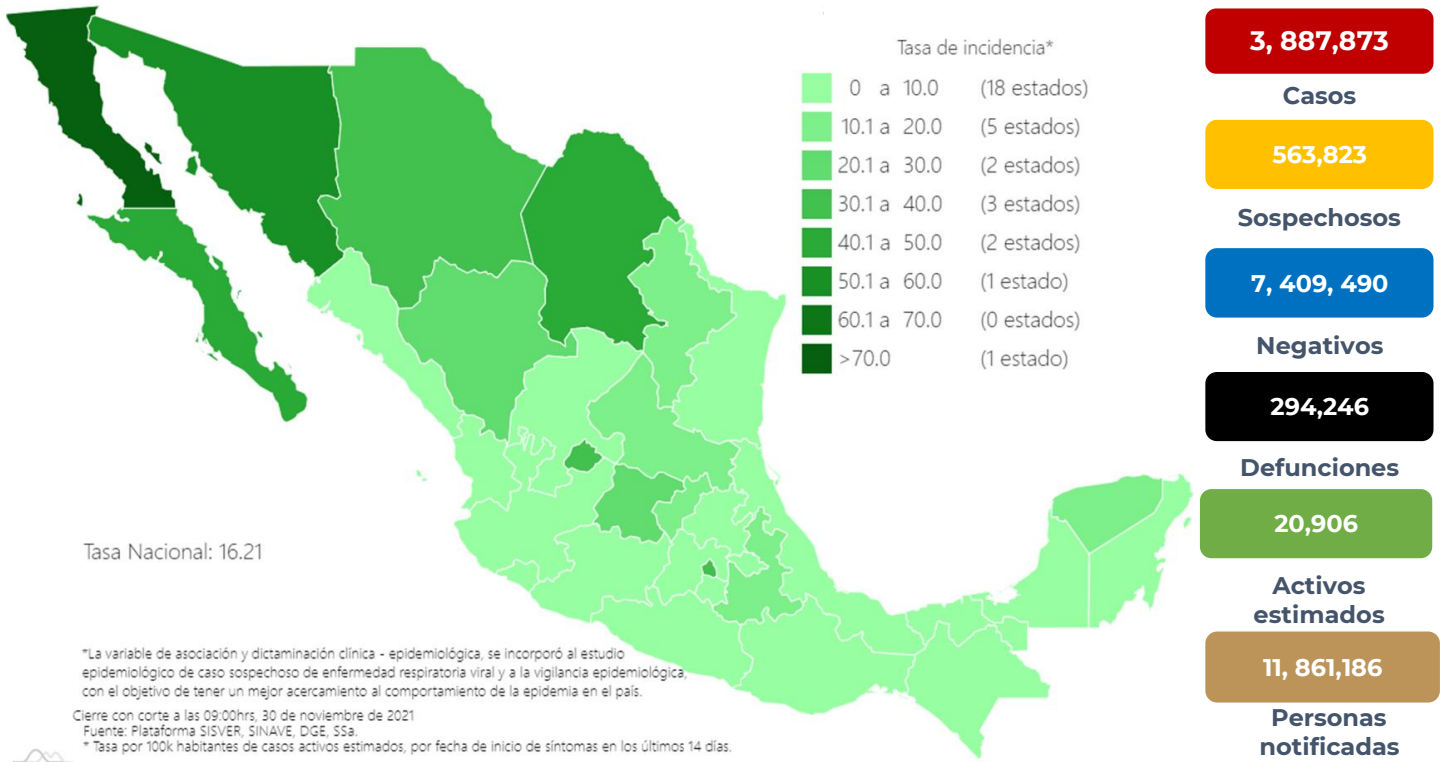 Tasa de incidencia*
0 a 10.0 (18 estados)
10.1 a 20.0 (5 estados)
20.1 a 30.0 (2 estados)
30.1 a 40.0 (3 estados)
40.1 a 50.0 (2 estados)
50.1 a 60.0 (1 estado)
60.1 a 70.0 (0 estados)
>70.0 (1 estado)
3, 887,873
Casos
563,823
Sospechosos
7, 409, 490
Negativos
294,246
Defunciones
20,906
Activos
estimados
11, 861,186
Personas
notificadas
Tasa Nacional: 16.21
*La variable de asociación y dictaminación clínica - epidemiológica, se incorporó al estudio
epidemiológico de caso sospechoso de enfermedad respiratoria viral y a la vigilancia epidemiológica,
con el objetivo de tener un mejor acercamiento al comportamiento de la epidemia en el país.
Cierre con corte a las 09:00hrs, 30 de noviembre de 2021
Fuente: Plataforma SISVER, SINAVE, DGE, SSa.
* Tasa por 100k habitantes de casos activos estimados, por fecha de inicio de síntomas en los últimos 14 días.